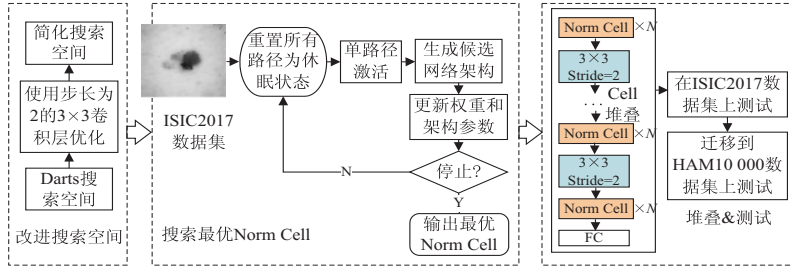 简化搜索
空间
使用步长为
2的3×3卷
积层优化
Darts搜
索空间
改进搜索空间
ISIC2017
数据集
重置所有
路径为休
眠状态
单路径
激活
生成候选
网络架构
更新权重和
架构参数
停止?
N
Y
输出最优
Norm Cell
搜索最优Norm Cell
Norm Cell ×N
3×3
Stride=2
Cell
…
堆叠
Norm Cell ×N
3×3
Stride=2
Norm Cell ×N
FC
在ISIC2017数
据集上测试
迁移到
HAM10 000数
据集上测试
堆叠&测试